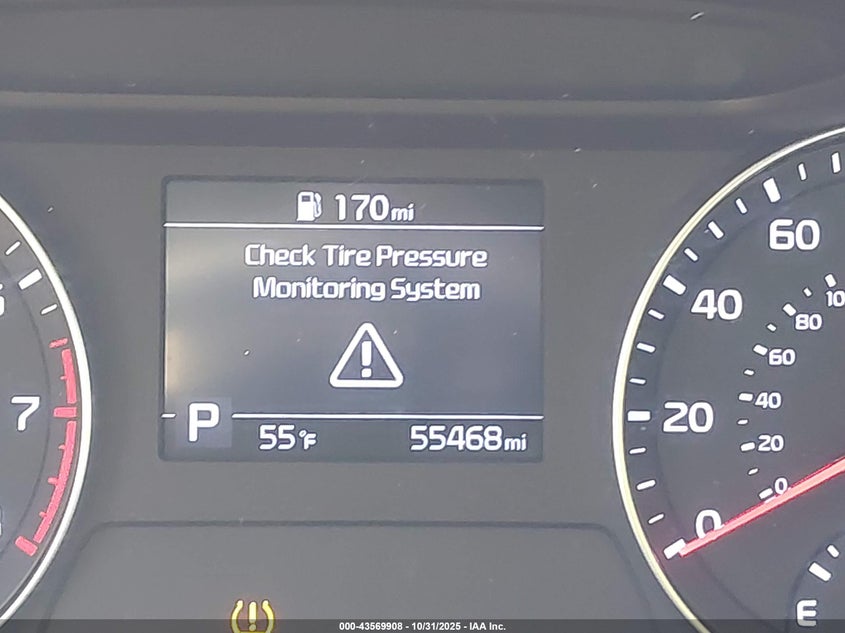 170mi
Check Tire Pressure
Monitoring System
P
55°F
55468mi
7
60
40
20
0
80
60
40
20
0
E
000-43569908 - 10/31/2025 - IAA Inc.